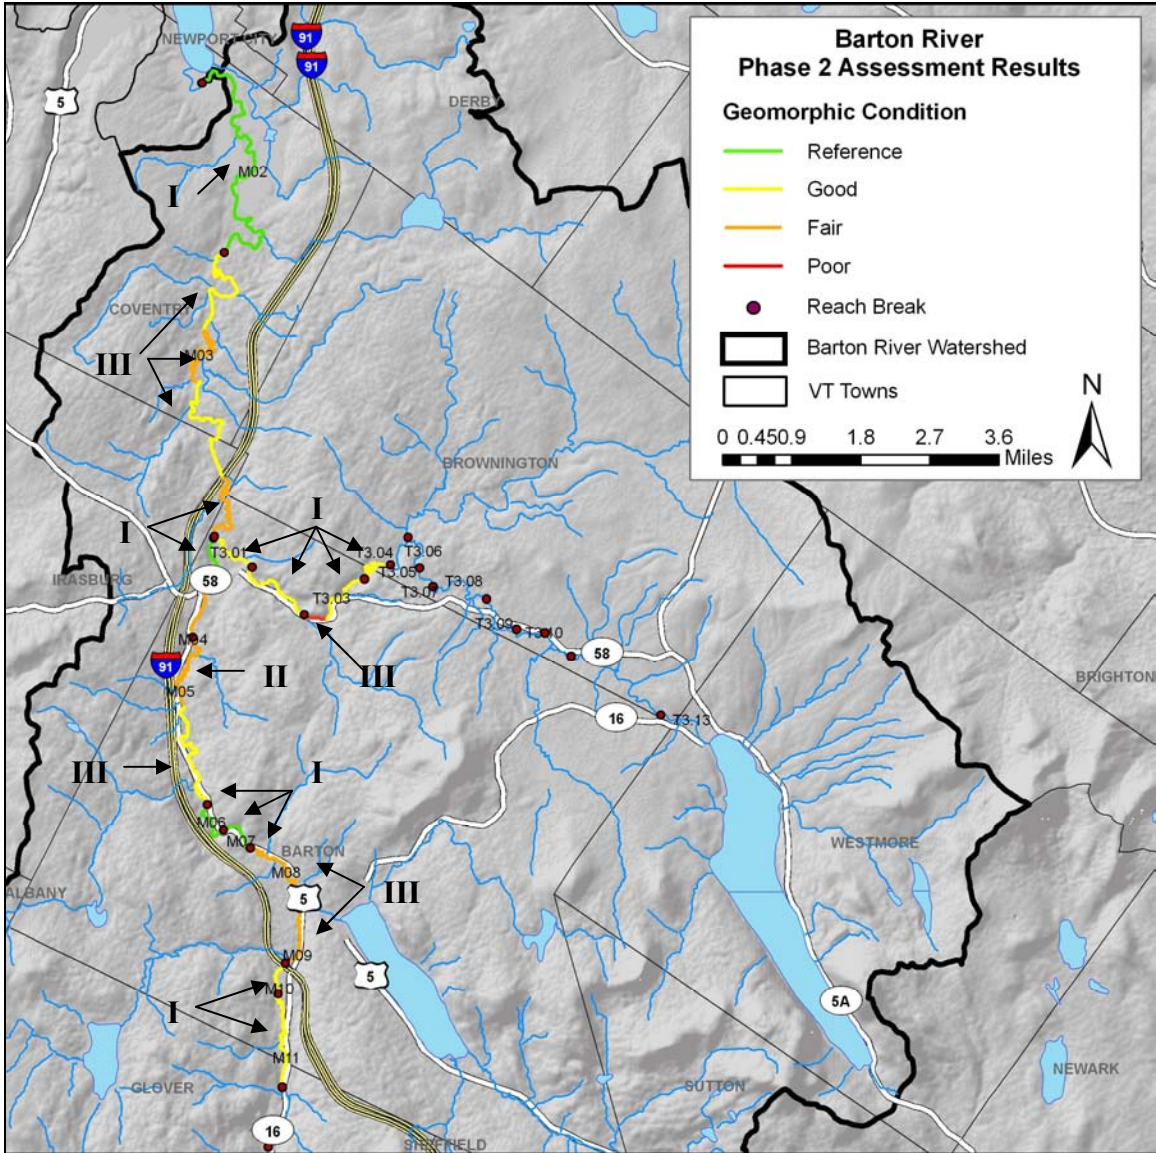 Barton River
Phase 2 Assessment Results
Geomorphic Condition
Reference
Good
Fair
Poor
Reach Break
Barton River Watershed
VT Towns
N
0 0.45 0.9 1.8 2.7 3.6
Miles
NEWPORT CITY
91
91
5
DERBY
I
M02
COVENTRY
III
M03
BROWNINGTON
I
I
T3.01
T3.04
T3.06
T3.05
IRASBURG
58
T3.03
T3.07
T3.08
T3.09
T3.10
M04
III
58
91
II
M05
BRIGHTON
16
T3.13
III
I
M06
M07
BARTON
WESTMORE
M08
ALBANY
5
III
M09
5
M10
5A
I
M11
GLOVER
SUTTON
NEWARK
16
SHEFFIELD